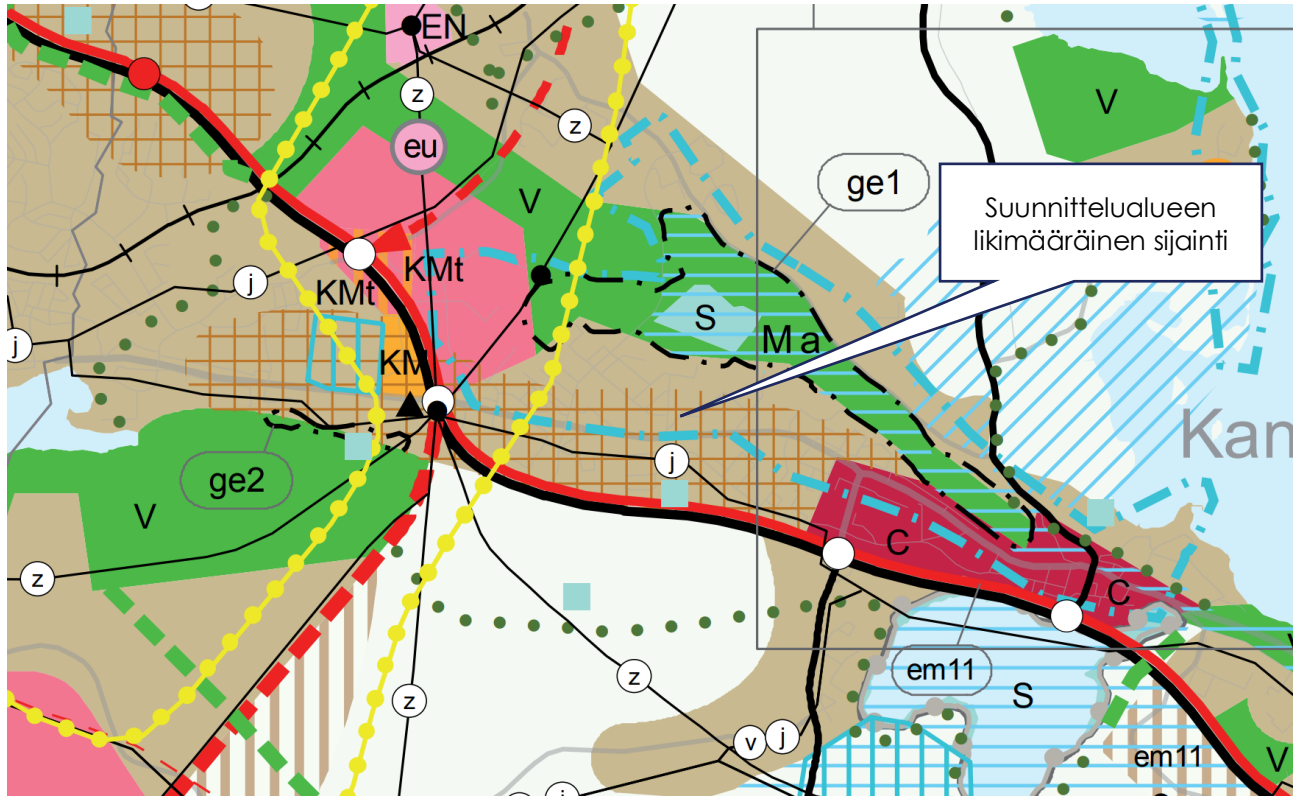 EN
z
V
z
eu
ge1
Suunnittelualueen
likimääräinen sijainti
V
KMt
j
KMt
S
Ma
j
KM
Kan
j
ge2
V
C
z
C
z
em11
S
z
v
j
em11
V
j